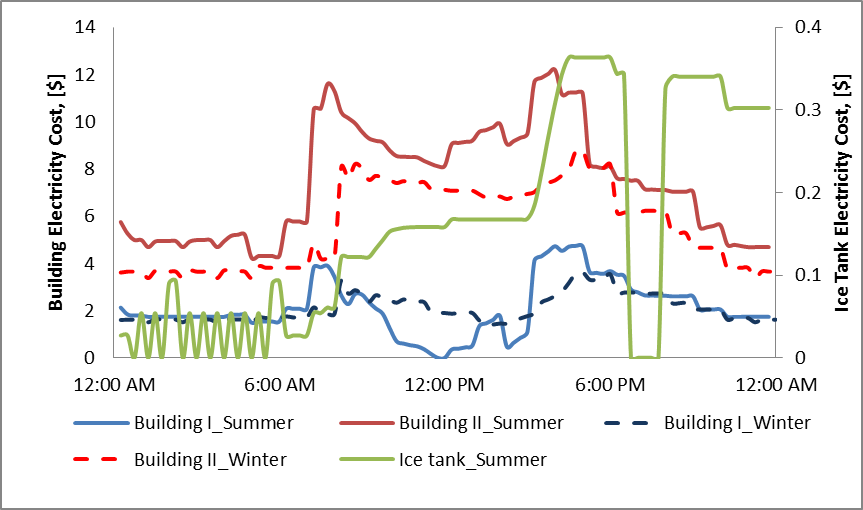 Building Electricity Cost, [$]
14
12
10
8
6
4
2
0
0.4
0.3
0.2
0.1
0
Ice Tank Electricity Cost, [$]
12:00 AM 6:00 AM 12:00 PM 6:00 PM 12:00 AM
Building I_Summer Building II_Summer Building I_Winter
Building II_Winter Ice tank_Summer